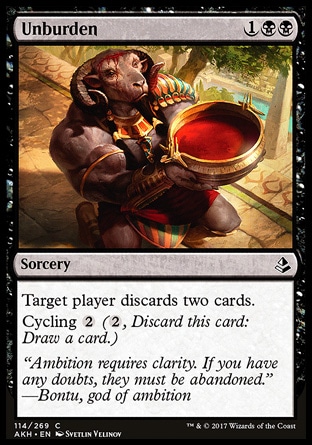 Unburden 1
Sorcery
Target player discards two cards.
Cycling 2 (2, Discard this card:
Draw a card.)
“Ambition requires clarity. If you have
any doubts, they must be abandoned.”
—Bontu, god of ambition
114/269 C
AKH • EN Svetlin Velinov
™ & © 2017 Wizards of the Coast